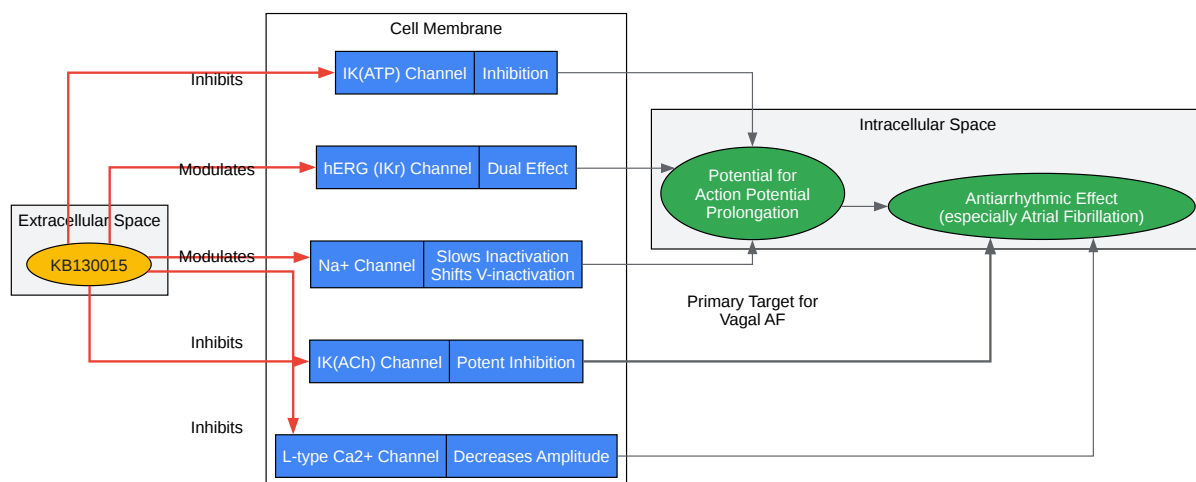 Cell Membrane
Inhibits
IK(ATP) Channel
Inhibition
Intracellular Space
Modulates
hERG (IKr) Channel
Dual Effect
Potential for
Action Potential
Prolongation
Antiarrhythmic Effect
(especially Atrial Fibrillation)
Extracellular Space
KB130015
Modulates
Na+ Channel
Slows Inactivation
Shifts V-inactivation
Primary Target for
Vagal AF
Inhibits
IK(ACh) Channel
Potent Inhibition
Inhibits
L-type Ca2+ Channel
Decreases Amplitude